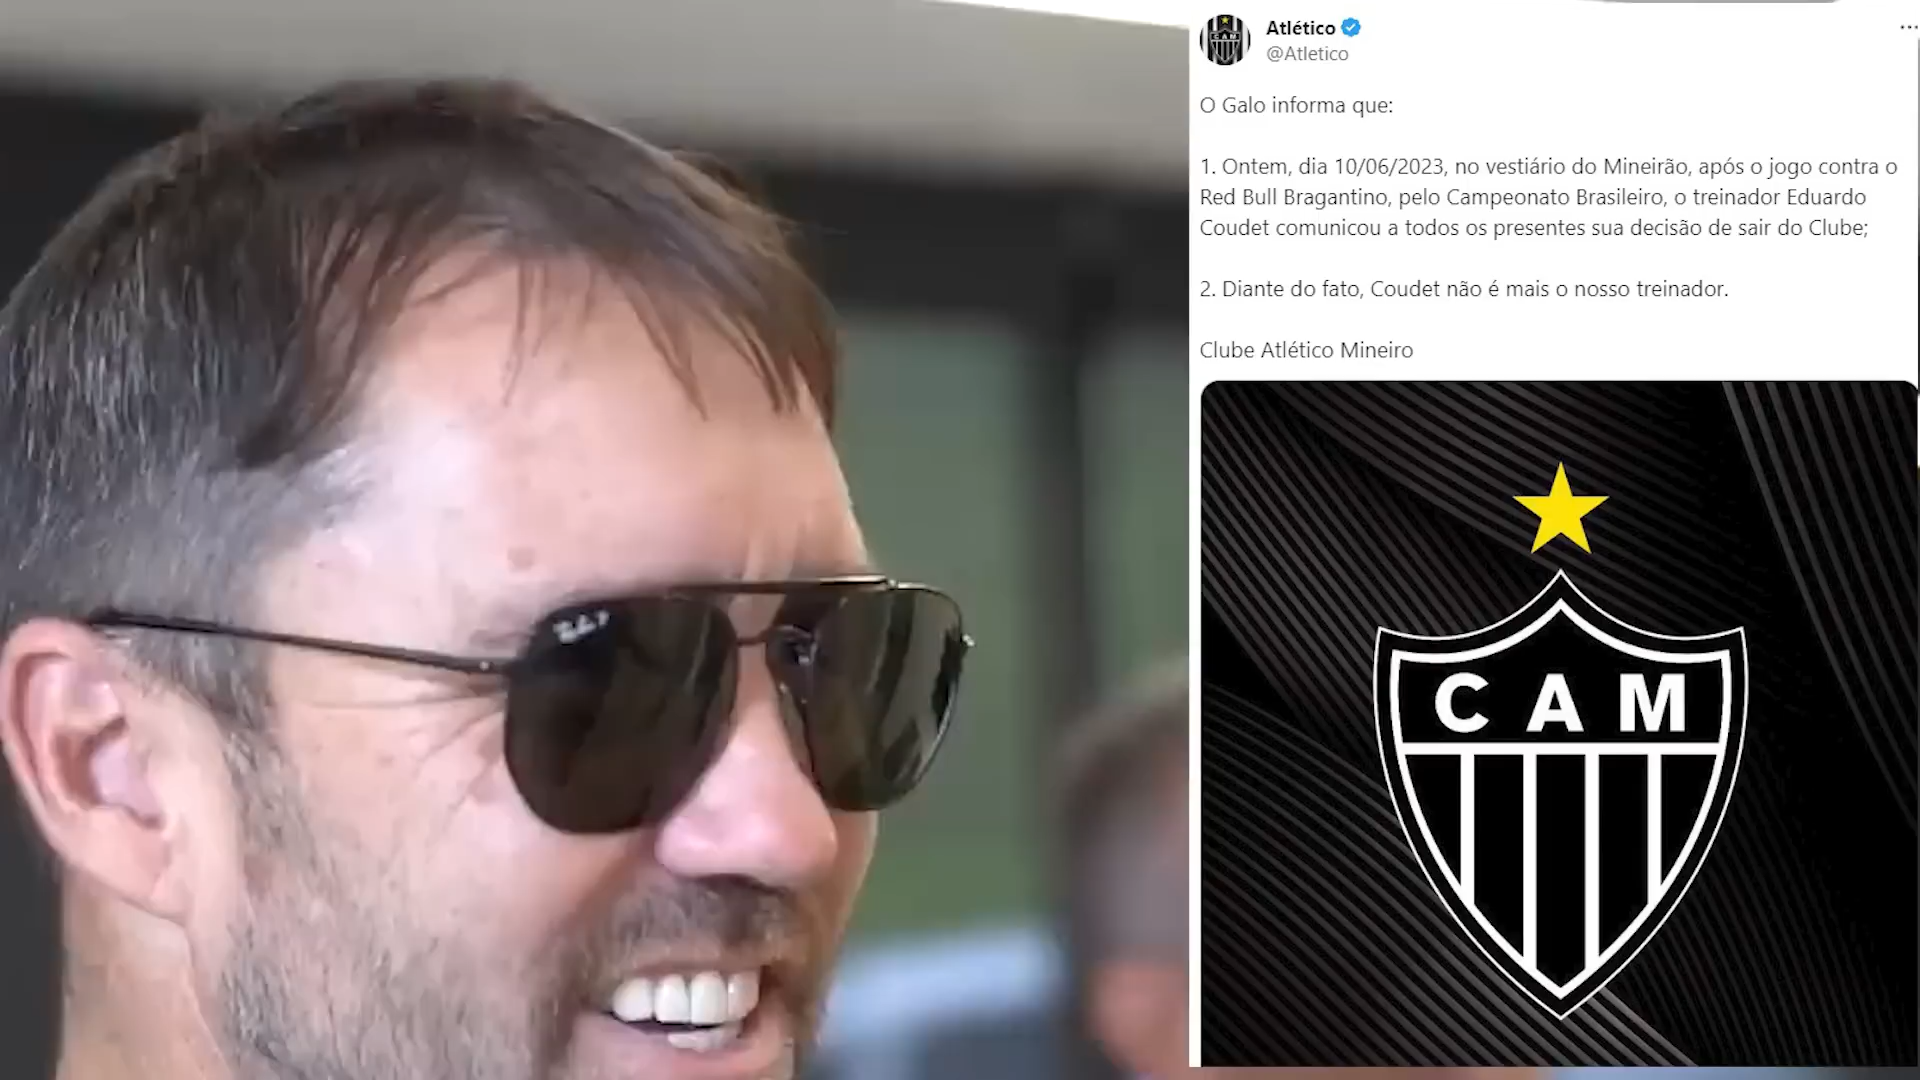 Atlético
@Atletico
O Galo informa que:
1. Ontem, dia 10/06/2023, no vestiário do Mineirão, após o jogo contra o
Red Bull Bragantino, pelo Campeonato Brasileiro, o treinador Eduardo
Coudet comunicou a todos os presentes sua decisão de sair do Clube;
2. Diante do fato, Coudet não é mais o nosso treinador.
Clube Atlético Mineiro
C A M